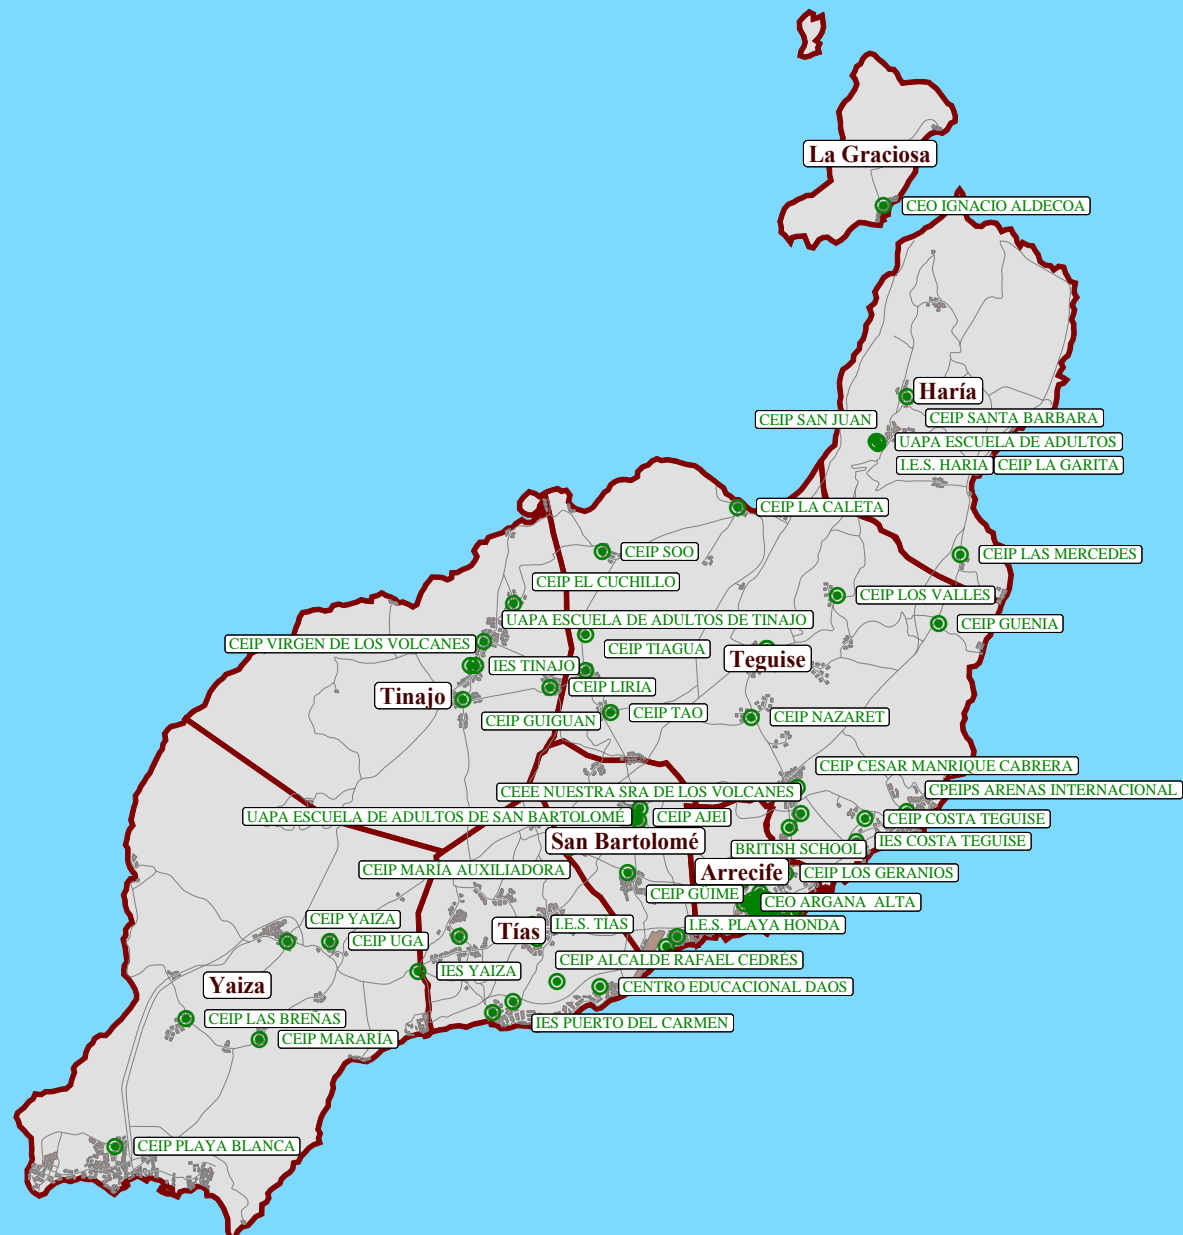 La Graciosa
CEO IGNACIO ALDECOA
Haría
CEIP SANTA BARBARA
CEIP SAN JUAN
UAPA ESCUELA DE ADULTOS
I.E.S. HARIA
CEIP LA GARITA
CEIP LA CALETA
CEIP SOO
CEIP LAS MERCEDES
CEIP EL CUCHILLO
CEIP LOS VALLES
UAPA ESCUELA DE ADULTOS DE TINAJO
CEIP GUENIA
CEIP VIRGEN DE LOS VOLCANES
CEIP TIAGUA
Teguise
IES TINAJO
CEIP LIRIA
Tinajo
CEIP GUIGUAN
CEIP TAO
CEIP NAZARET
CEIP CESAR MANRIQUE CABRERA
CEEE NUESTRA SRA DE LOS VOLCANES
CPEIPS ARENAS INTERNACIONAL
UAPA ESCUELA DE ADULTOS DE SAN BARTOLOMÉ
CEIP AJEI
CEIP COSTA TEGUISE
San Bartolomé
IES COSTA TEGUISE
BRITISH SCHOOL
CEIP MARÍA AUXILIADORA
Arrecife
CEIP LOS GERANIOS
CEIP GÜIME
CEO ARGANA ALTA
CEIP YAIZA
I.E.S. TÍAS
I.E.S. PLAYA HONDA
Tías
CEIP UGA
CEIP ALCALDE RAFAEL CEDRÉS
IES YAIZA
Yaiza
CENTRO EDUCACIONAL DAOS
CEIP LAS BREÑAS
IES PUERTO DEL CARMEN
CEIP MARARÍA
CEIP PLAYA BLANCA